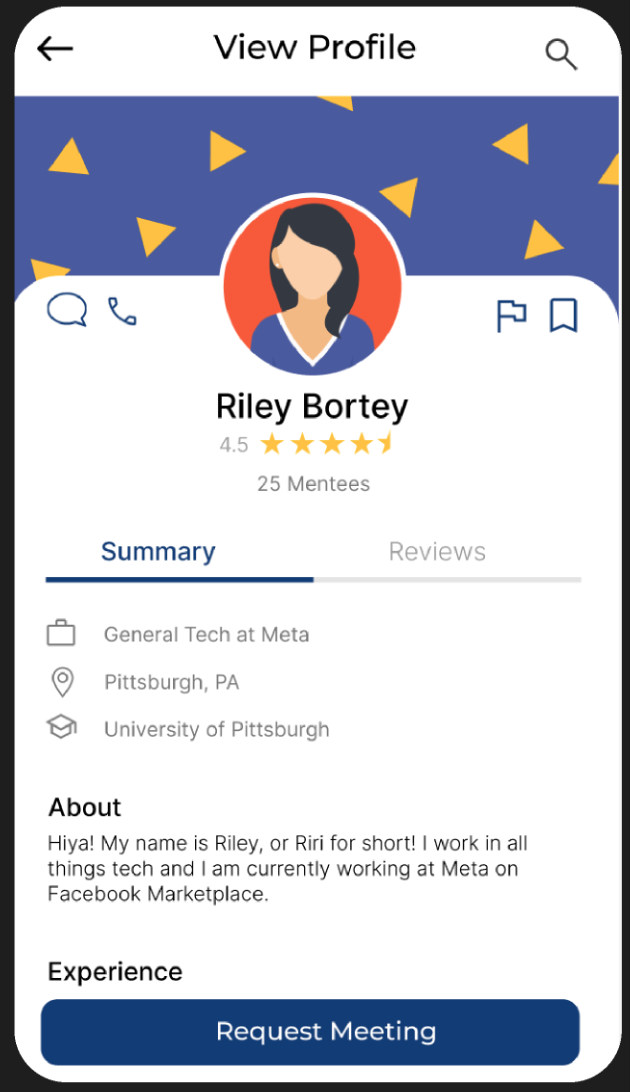 View Profile
Riley Bortey
4.5
25 Mentees
Summary
Reviews
General Tech at Meta
Pittsburgh, PA
University of Pittsburgh
About
Hiya! My name is Riley, or Riri for short! I work in all
things tech and I am currently working at Meta on
Facebook Marketplace.
Experience
Request Meeting